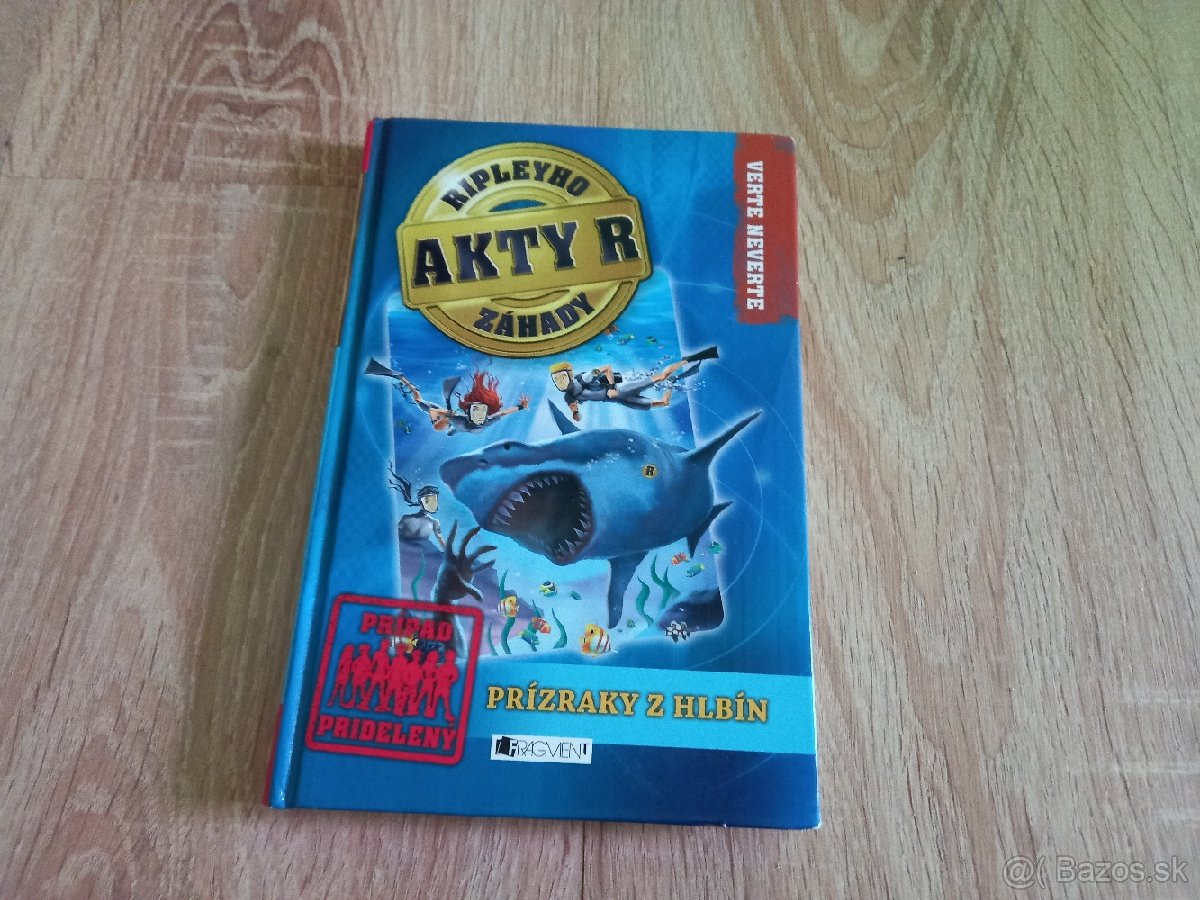 RIPLEYHO
AKTY R
ZÁHADY
VERTE NEVERTE
R
PRÍPAD
PRIDELENÝ
PRÍZRAKY Z HLBÍN
FRAGMENT
@( Bazos.sk